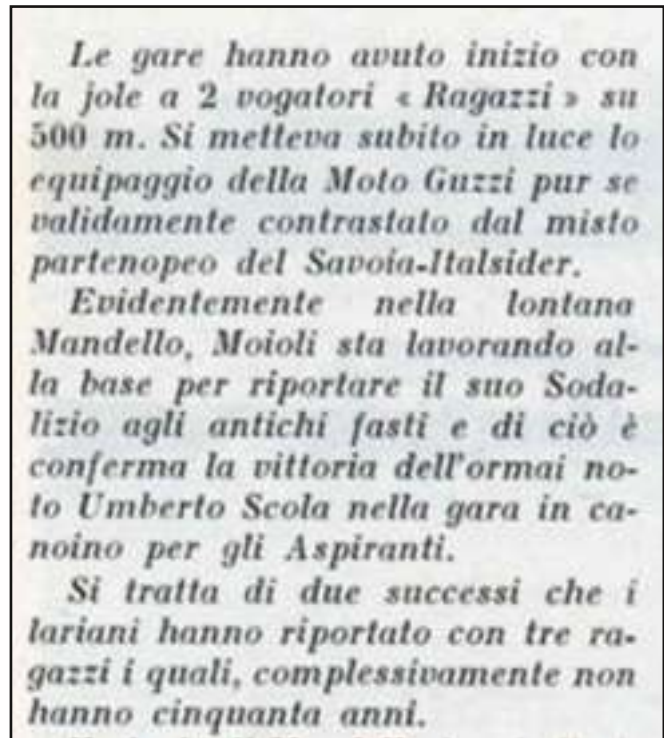 Le gare hanno avuto inizio con
la jole a 2 vogatori « Ragazzi » su
500 m. Si metteva subito in luce lo
equipaggio della Moto Guzzi pur se
validamente contrastato dal misto
partenopeo del Savoia-Italsider.
Evidentemente nella lontana
Mandello, Moioli sta lavorando al-
la base per riportare il suo Soda-
lizio agli antichi fasti e di ciò è
conferma la vittoria dell'ormai no-
to Umberto Scola nella gara in ca-
noino per gli Aspiranti.
Si tratta di due successi che i
lariani hanno riportato con tre ra-
gazzi i quali, complessivamente non
hanno cinquanta anni.